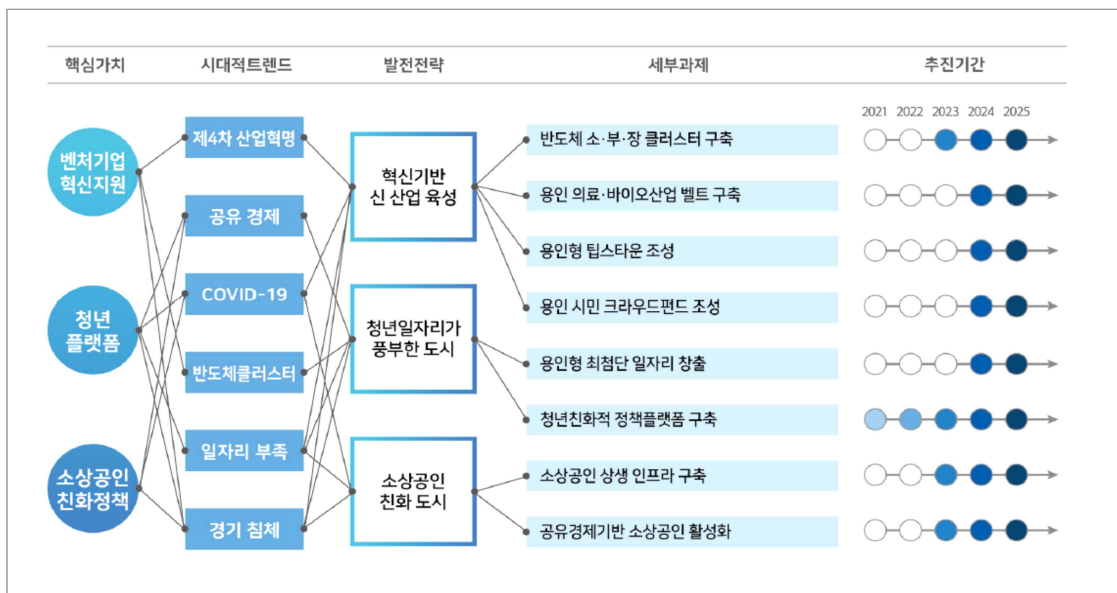 핵심가치
시대적트렌드
발전전략
세부과제
추진기간
벤처기업
혁신지원
청년
플랫폼
소상공인
친화정책
제4차 산업혁명
공유 경제
COVID-19
반도체클러스터
일자리 부족
경기 침체
혁신기반
신 산업 육성
청년일자리가
풍부한 도시
소상공인
친화 도시
반도체 소·부·장 클러스터 구축
용인 의료·바이오산업 벨트 구축
용인형 팁스타운 조성
용인 시민 크라우드펀드 조성
용인형 최첨단 일자리 창출
청년친화적 정책플랫폼 구축
소상공인 상생 인프라 구축
공유경제기반 소상공인 활성화
2021 2022 2023 2024 2025